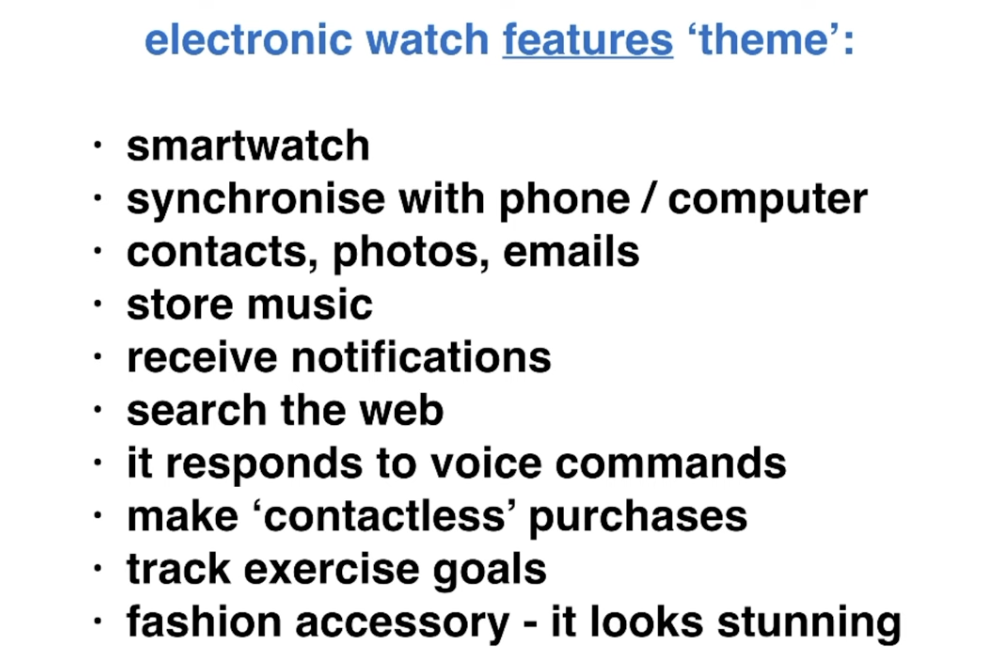 electronic watch features ‘theme’:
· smartwatch
· synchronise with phone / computer
· contacts, photos, emails
· store music
· receive notifications
· search the web
· it responds to voice commands
· make ‘contactless’ purchases
· track exercise goals
· fashion accessory - it looks stunning